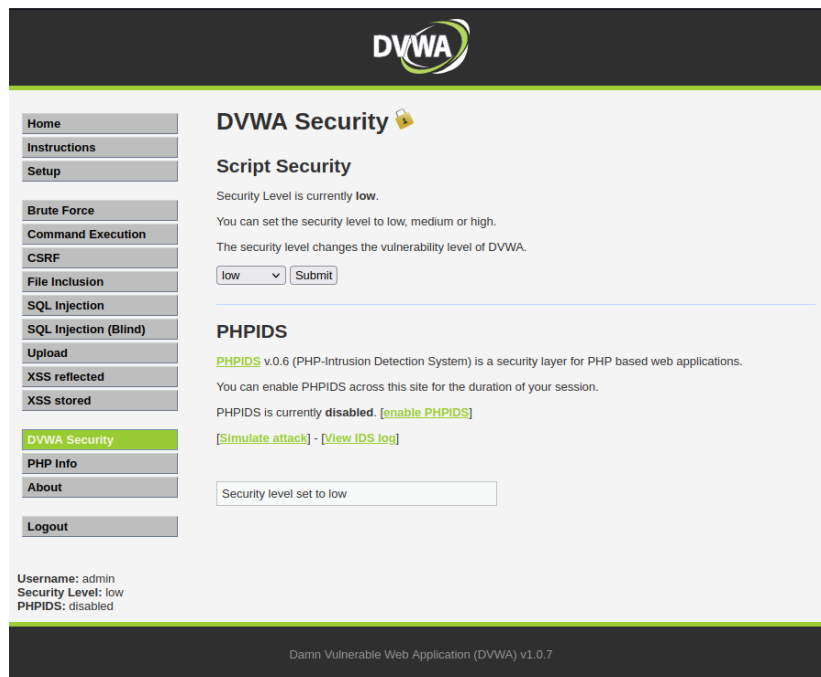 DVWA
Home
Instructions
Setup
Brute Force
Command Execution
CSRF
File Inclusion
SQL Injection
SQL Injection (Blind)
Upload
XSS reflected
XSS stored
DVWA Security
PHP Info
About
Logout
Username: admin
Security Level: low
PHPIDS: disabled
DVWA Security
Script Security
Security Level is currently low.
You can set the security level to low, medium or high.
The security level changes the vulnerability level of DVWA.
low Submit
PHPIDS
PHPIDS v.0.6 (PHP-Intrusion Detection System) is a security layer for PHP based web applications.
You can enable PHPIDS across this site for the duration of your session.
PHPIDS is currently disabled. [enable PHPIDS]
[Simulate attack] - [View IDS log]
Security level set to low
Damn Vulnerable Web Application (DVWA) v1.0.7